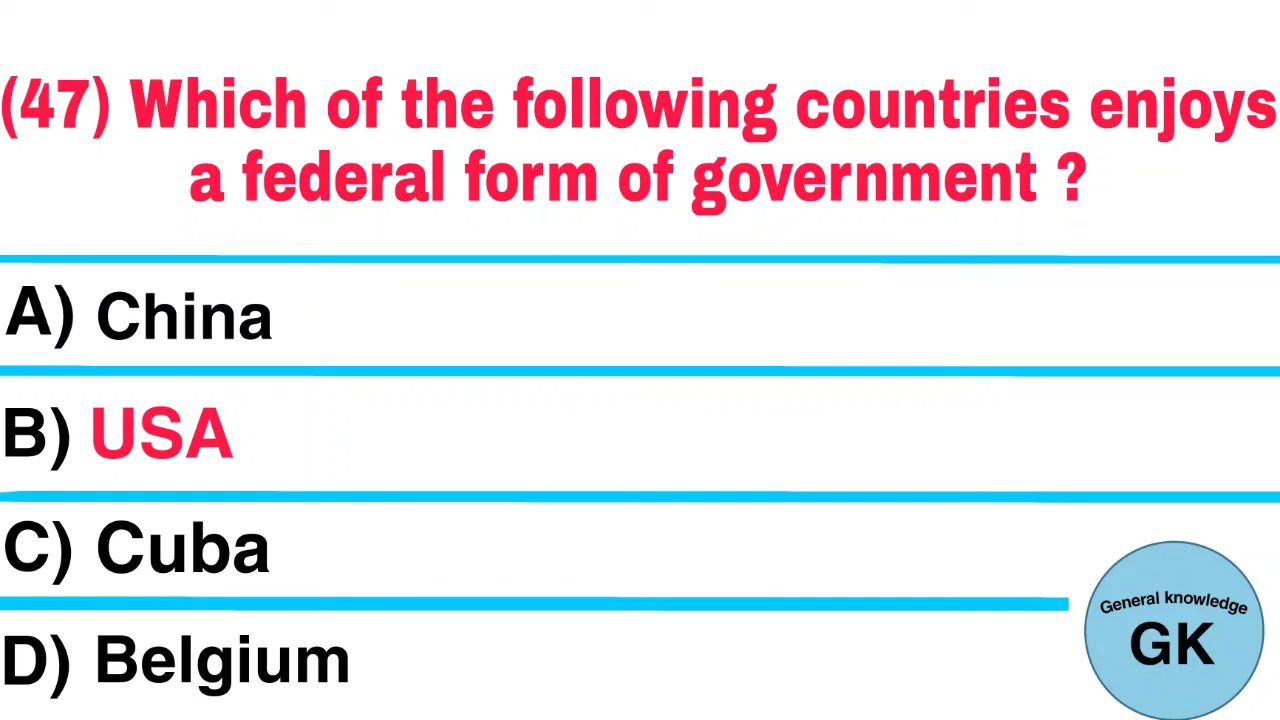 (47) Which of the following countries enjoys
a federal form of government ?
A) China
B) USA
C) Cuba
D) Belgium
General knowledge
GK